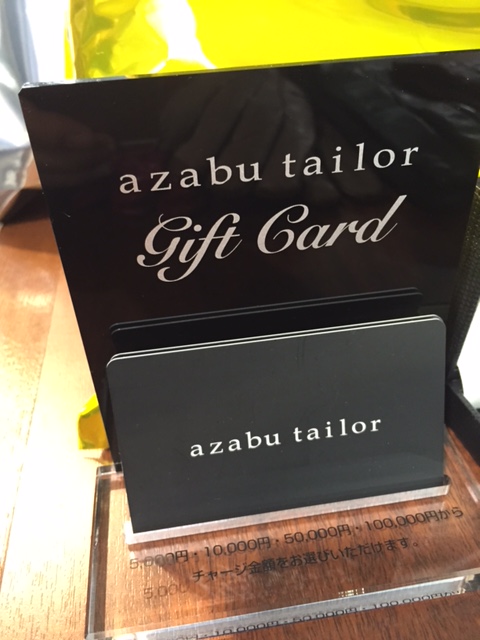 azabu tailor
Gift Card
azabu tailor
5,000円・10,000円・50,000円・100,000円から
チャージ金額をお選びいただけます。